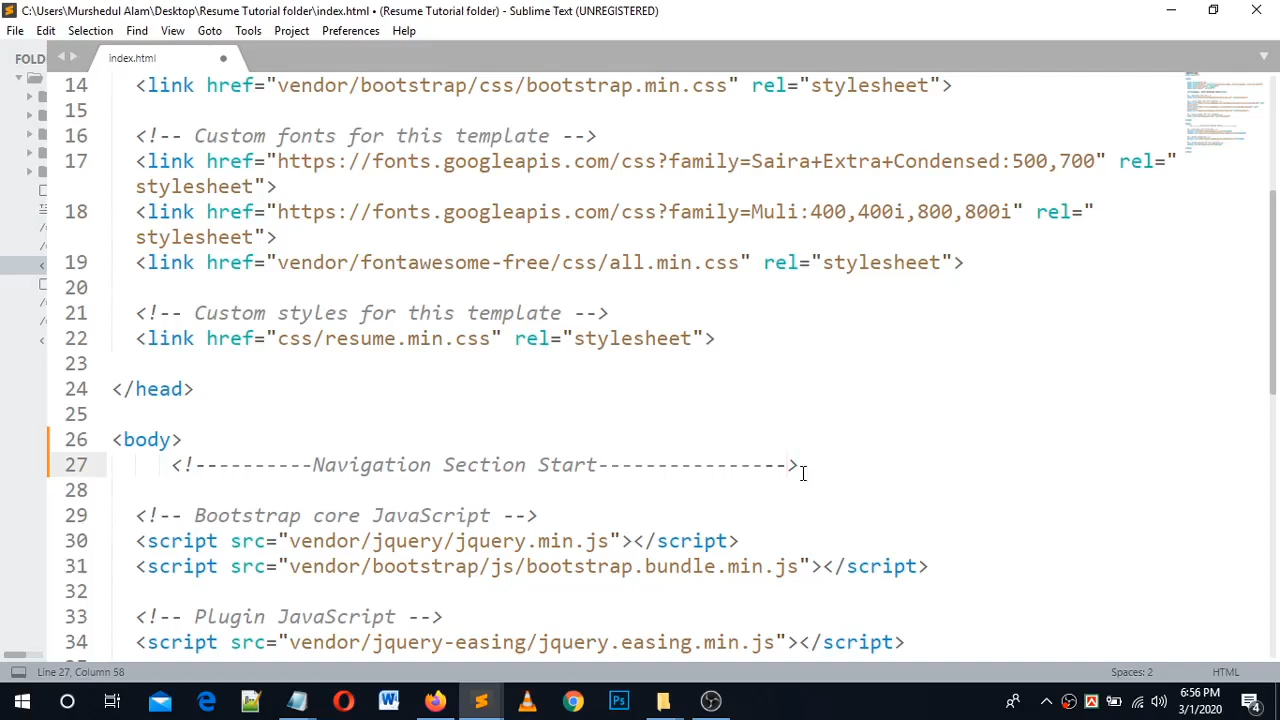 C:\Users\Murshedul Alam\Desktop\Resume Tutorial folder\index.html • (Resume Tutorial folder) - Sublime Text (UNREGISTERED)
File Edit Selection Find View Goto Tools Project Preferences Help
FOLD
index.html
14 <link href="vendor/bootstrap/css/bootstrap.min.css" rel="stylesheet">
15
16 <!-- Custom fonts for this template -->
17 <link href="https://fonts.googleapis.com/css?family=Saira+Extra+Condensed:500,700" rel="
stylesheet">
18 <link href="https://fonts.googleapis.com/css?family=Muli:400,400i,800,800i" rel="
stylesheet">
19 <link href="vendor/fontawesome-free/css/all.min.css" rel="stylesheet">
20
21 <!-- Custom styles for this template -->
22 <link href="css/resume.min.css" rel="stylesheet">
23
24 </head>
25
26 <body>
27 <!----------Navigation Section Start---------------->
28
29 <!-- Bootstrap core JavaScript -->
30 <script src="vendor/jquery/jquery.min.js"></script>
31 <script src="vendor/bootstrap/js/bootstrap.bundle.min.js"></script>
32
33 <!-- Plugin JavaScript -->
34 <script src="vendor/jquery-easing/jquery.easing.min.js"></script>
Line 27, Column 58
Spaces: 2
HTML
6:56 PM
3/1/2020